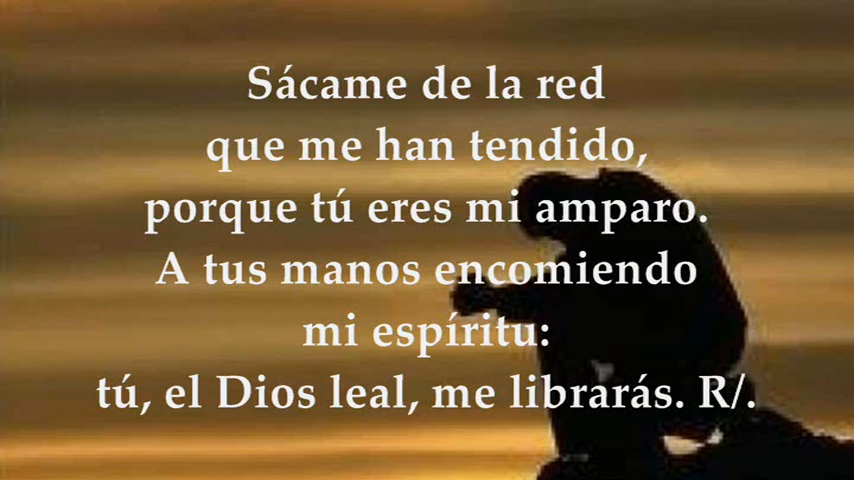 Sácame de la red
que me han tendido,
porque tú eres mi amparo.
A tus manos encomiendo
mi espíritu:
tú, el Dios leal, me librarás. R/.